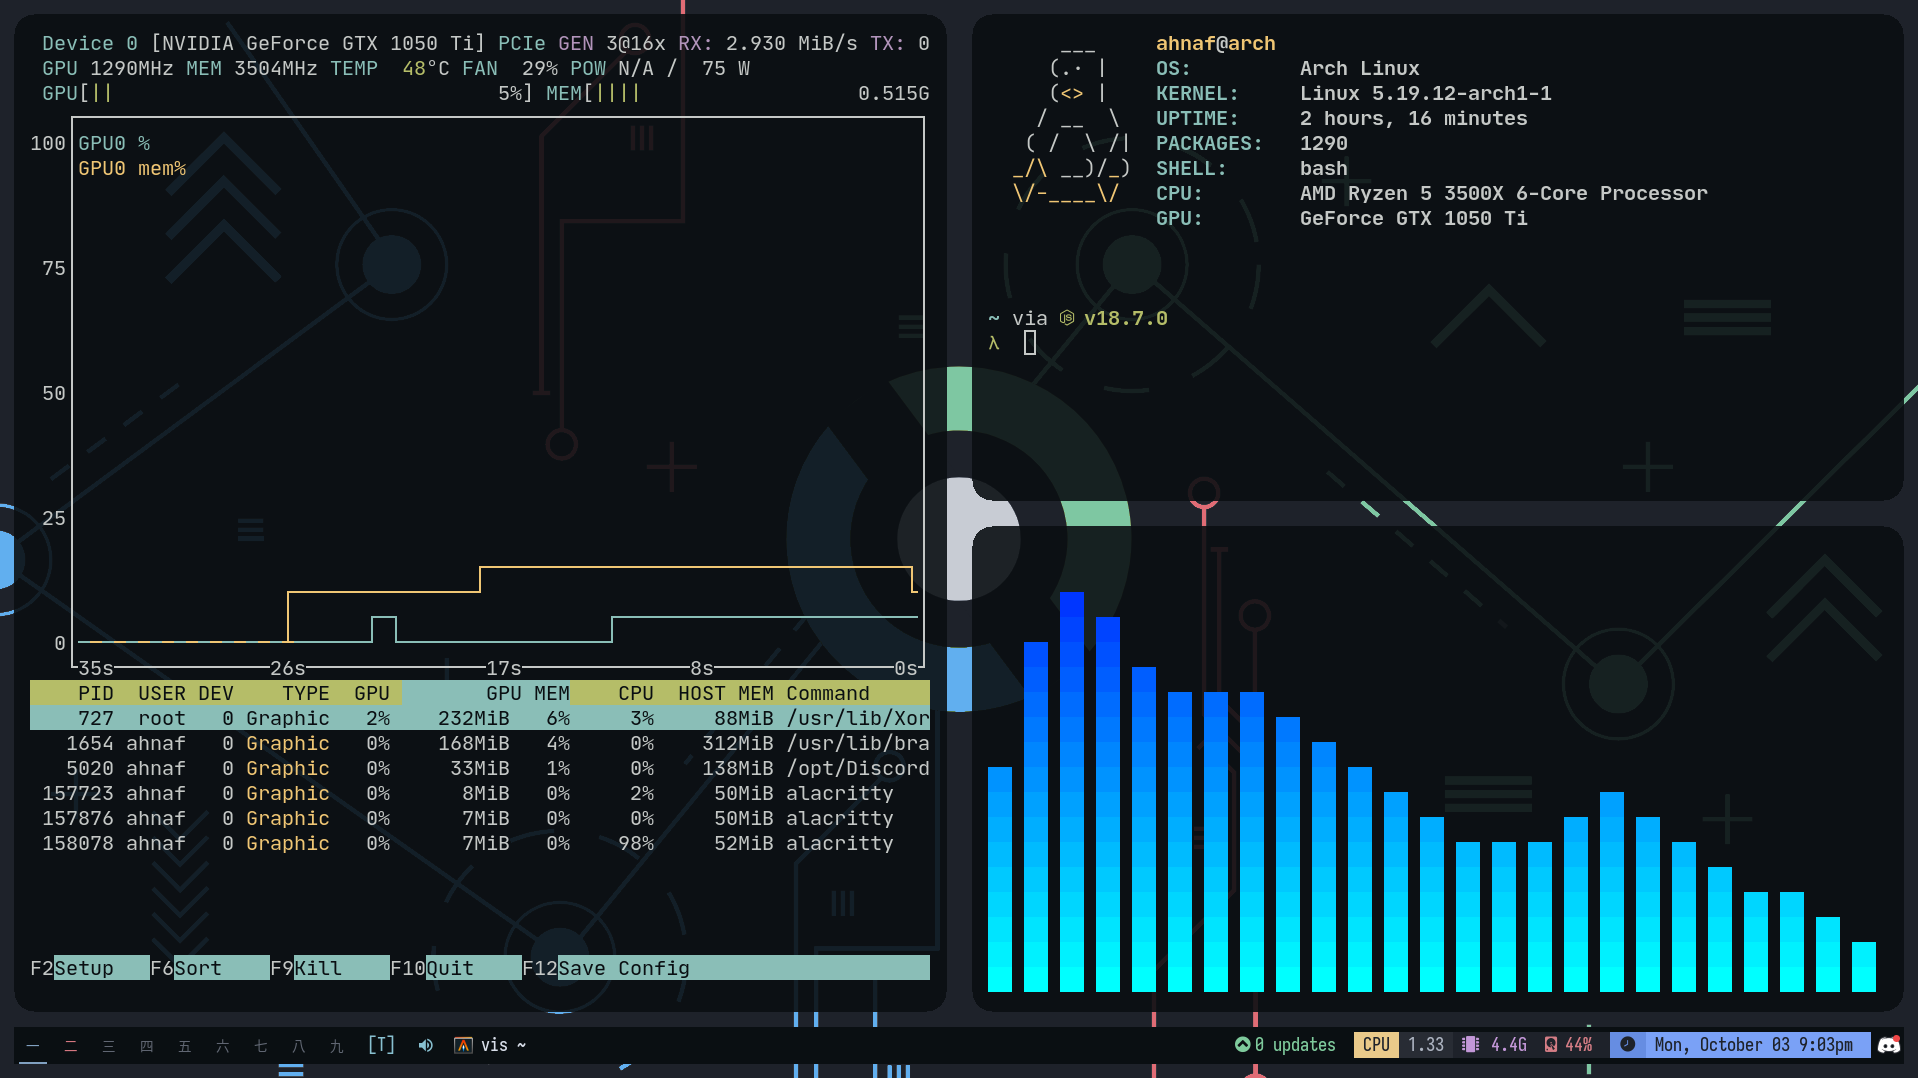 Device 0 [NVIDIA GeForce GTX 1050 Ti] PCIe GEN 3@16x RX: 2.930 MiB/s TX: 0
GPU 1290MHz MEM 3504MHz TEMP  48°C FAN  29% POW N/A /  75 W
GPU[||                                5%] MEM[||||                  0.515G
100
GPU0 %
GPU0 mem%
75
50
25
0
35s 26s 17s 8s 0s
PID USER DEV TYPE GPU GPU MEM CPU HOST MEM Command
727 root 0 Graphic 2% 232MiB 6% 3% 88MiB /usr/lib/Xor
1654 ahnaf 0 Graphic 0% 168MiB 4% 0% 312MiB /usr/lib/bra
5020 ahnaf 0 Graphic 0% 33MiB 1% 0% 138MiB /opt/Discord
157723 ahnaf 0 Graphic 0% 8MiB 0% 2% 50MiB alacritty
157876 ahnaf 0 Graphic 0% 7MiB 0% 0% 50MiB alacritty
158078 ahnaf 0 Graphic 0% 7MiB 0% 98% 52MiB alacritty
F2Setup F6Sort F9Kill F10Quit F12Save Config
ahnaf@arch
OS: Arch Linux
KERNEL: Linux 5.19.12-arch1-1
UPTIME: 2 hours, 16 minutes
PACKAGES: 1290
SHELL: bash
CPU: AMD Ryzen 5 3500X 6-Core Processor
GPU: GeForce GTX 1050 Ti
~ via v18.7.0
λ
一 二 三 四 五 六 七 八 九 [T] vis ~ 0 updates CPU 1.33 4.4G 44% Mon, October 03 9:03pm